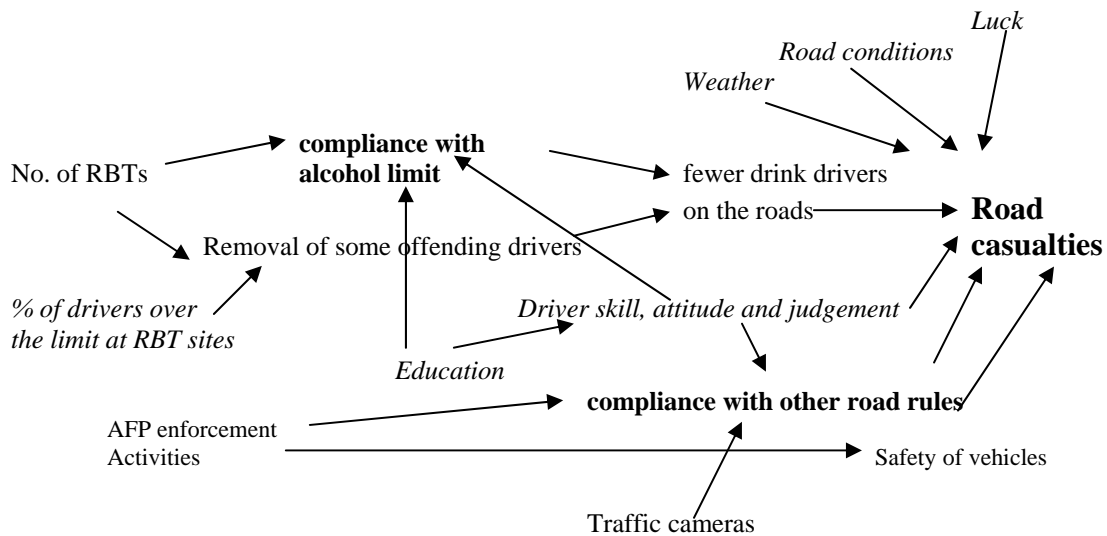 Luck
Road conditions
Weather
compliance with
alcohol limit
No. of RBTs
fewer drink drivers
on the roads
Road
casualties
Removal of some offending drivers
% of drivers over
the limit at RBT sites
Driver skill, attitude and judgement
Education
compliance with other road rules
AFP enforcement
Activities
Safety of vehicles
Traffic cameras